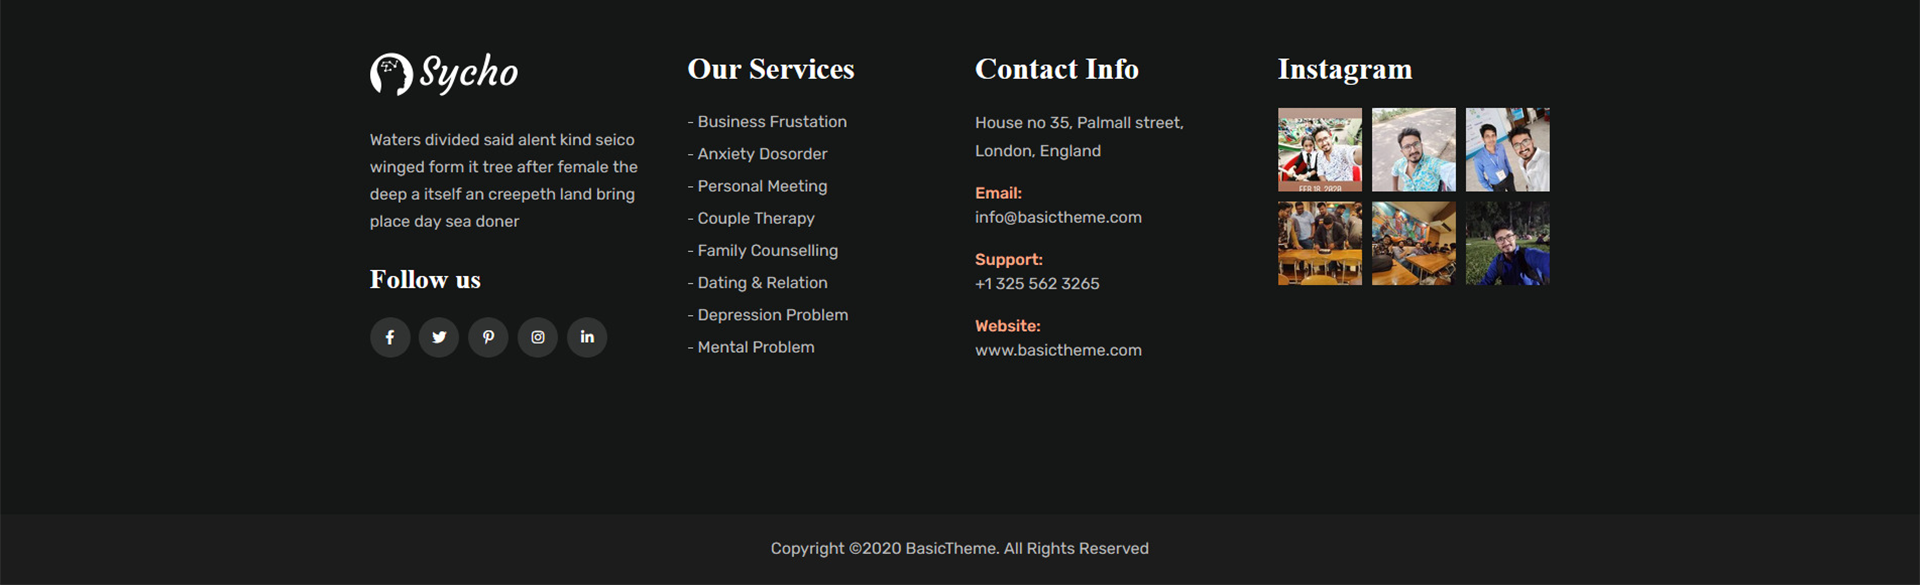 Sycho
Waters divided said alent kind seico
winged form it tree after female the
deep a itself an creepeth land bring
place day sea doner
Follow us
Our Services
- Business Frustation
- Anxiety Dosorder
- Personal Meeting
- Couple Therapy
- Family Counselling
- Dating & Relation
- Depression Problem
- Mental Problem
Contact Info
House no 35, Palmall street,
London, England
Email:
info@basictheme.com
Support:
+1 325 562 3265
Website:
www.basictheme.com
Instagram
FEB 18, 2020
Copyright ©2020 BasicTheme. All Rights Reserved